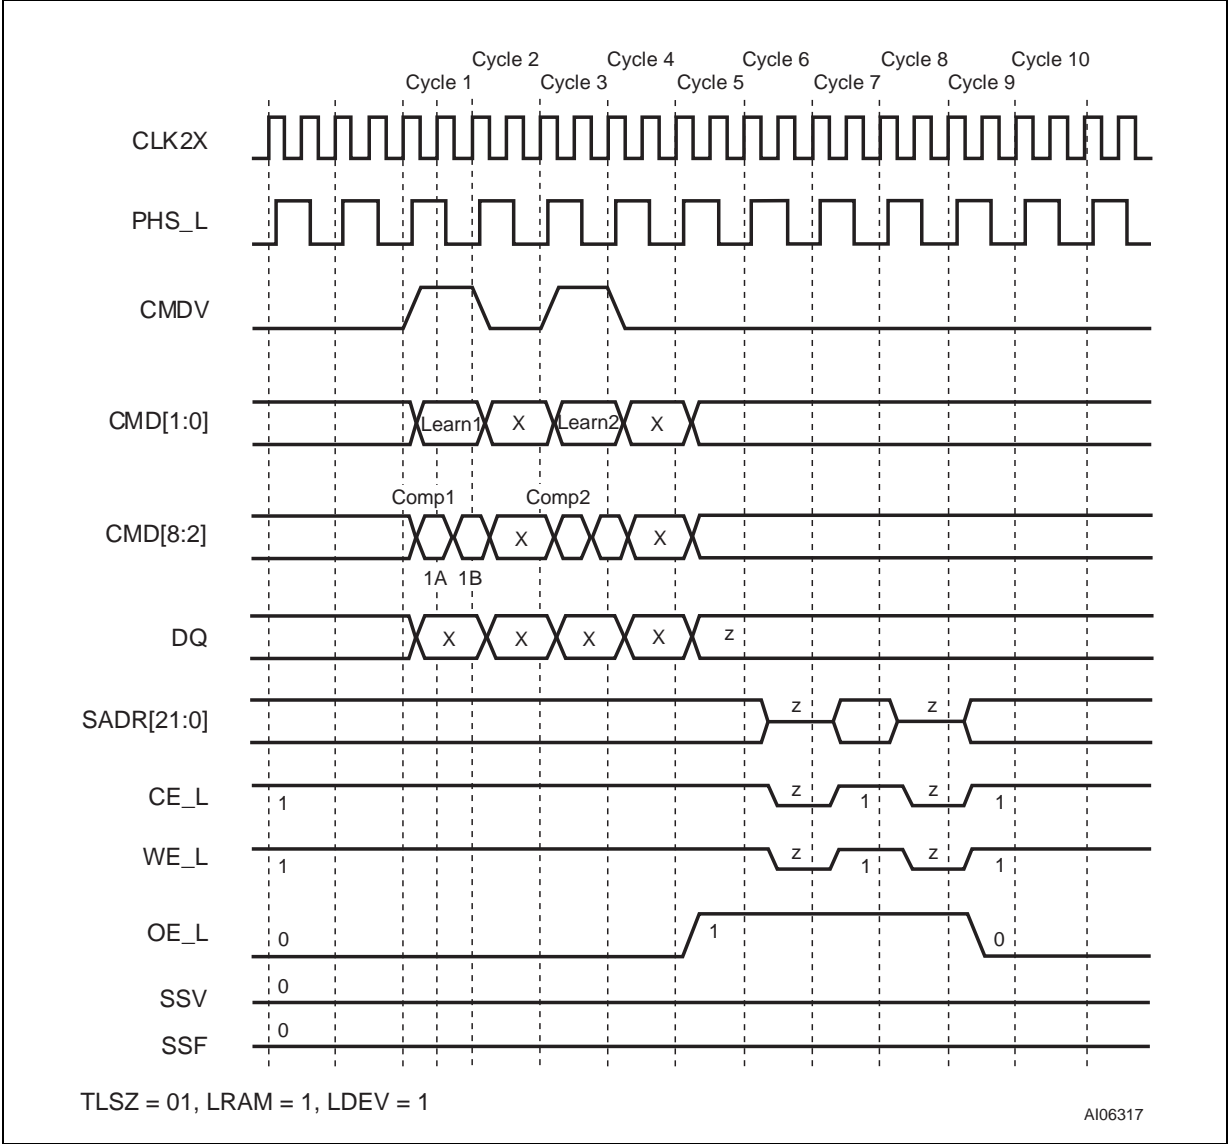 Cycle 2 Cycle 4 Cycle 6 Cycle 8 Cycle 10
Cycle 1 Cycle 3 Cycle 5 Cycle 7 Cycle 9
CLK2X
PHS_L
CMDV
CMD[1:0] Learn1 X Learn2 X
Comp1 Comp2
CMD[8:2] X X
1A 1B
DQ X X X X z
SADR[21:0] z z
CE_L 1 z 1 z 1
WE_L 1 z 1 z 1
OE_L 0 1 0
SSV 0
SSF 0
TLSZ = 01, LRAM = 1, LDEV = 1
AI06317